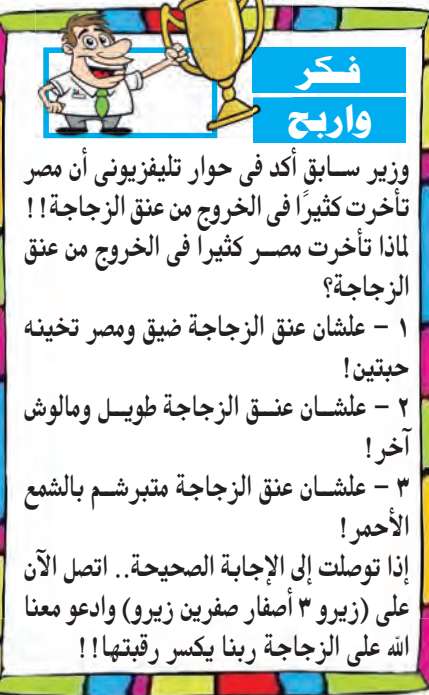 فكر
واربح
وزير سابق أكد فى حوار تليفزيونى أن مصر
تأخرت كثيرًا فى الخروج من عنق الزجاجة!!
لماذا تأخرت مصر كثيرا فى الخروج من عنق
الزجاجة؟
١ - علشان عنق الزجاجة ضيق ومصر تخينه
حبتين!
٢ - علشان عنق الزجاجة طويل ومالوش
آخر!
٣ - علشان عنق الزجاجة متبرشم بالشمع
الأحمر!
إذا توصلت إلى الإجابة الصحيحة.. اتصل الآن
على (زيرو ٣ أصفار صفرين زيرو) وادعو معنا
الله على الزجاجة ربنا يكسر رقبتها!!